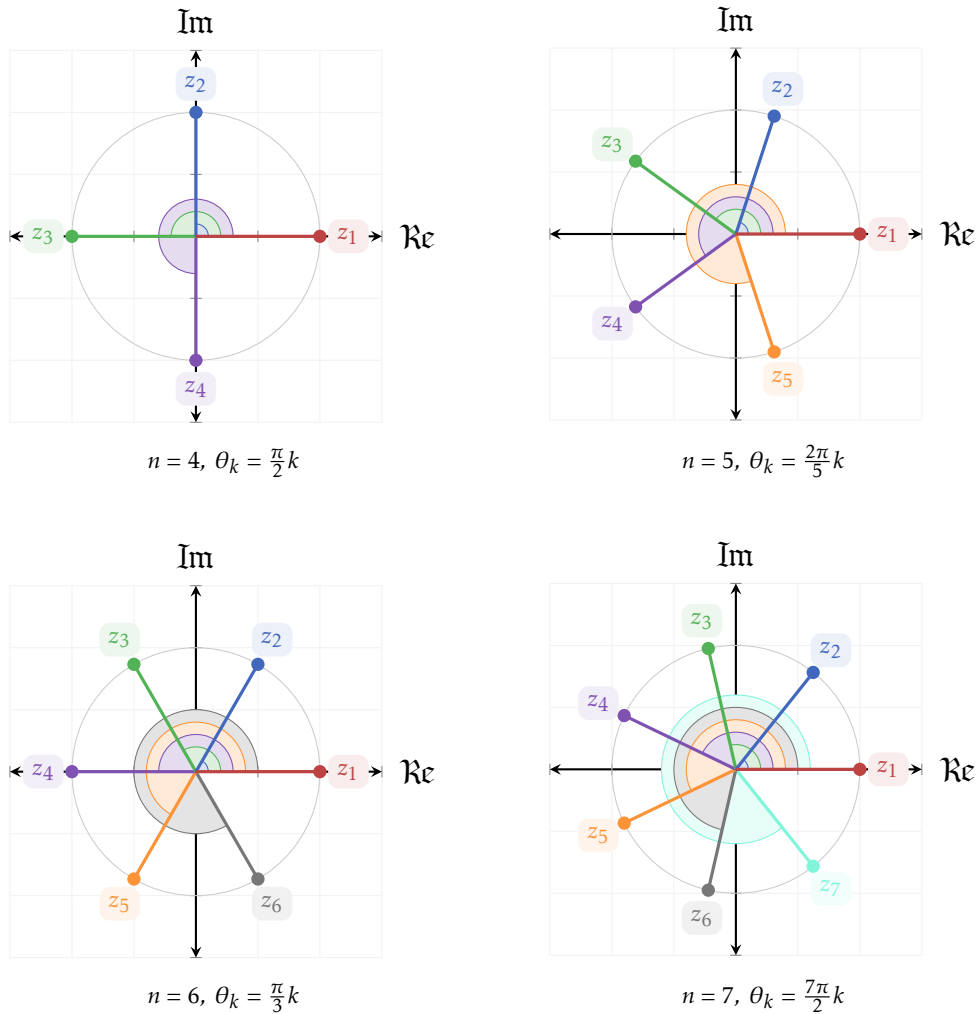 Im
z₂
z₃ z₁ Re
z₄
n = 4, θₖ = π/2 k
Im
z₂
z₃
z₁ Re
z₄
z₅
n = 5, θₖ = 2π/5 k
Im
z₃ z₂
z₄ z₁ Re
z₅ z₆
n = 6, θₖ = π/3 k
Im
z₃
z₂
z₄
z₁ Re
z₅
z₇
z₆
n = 7, θₖ = 7π/2 k